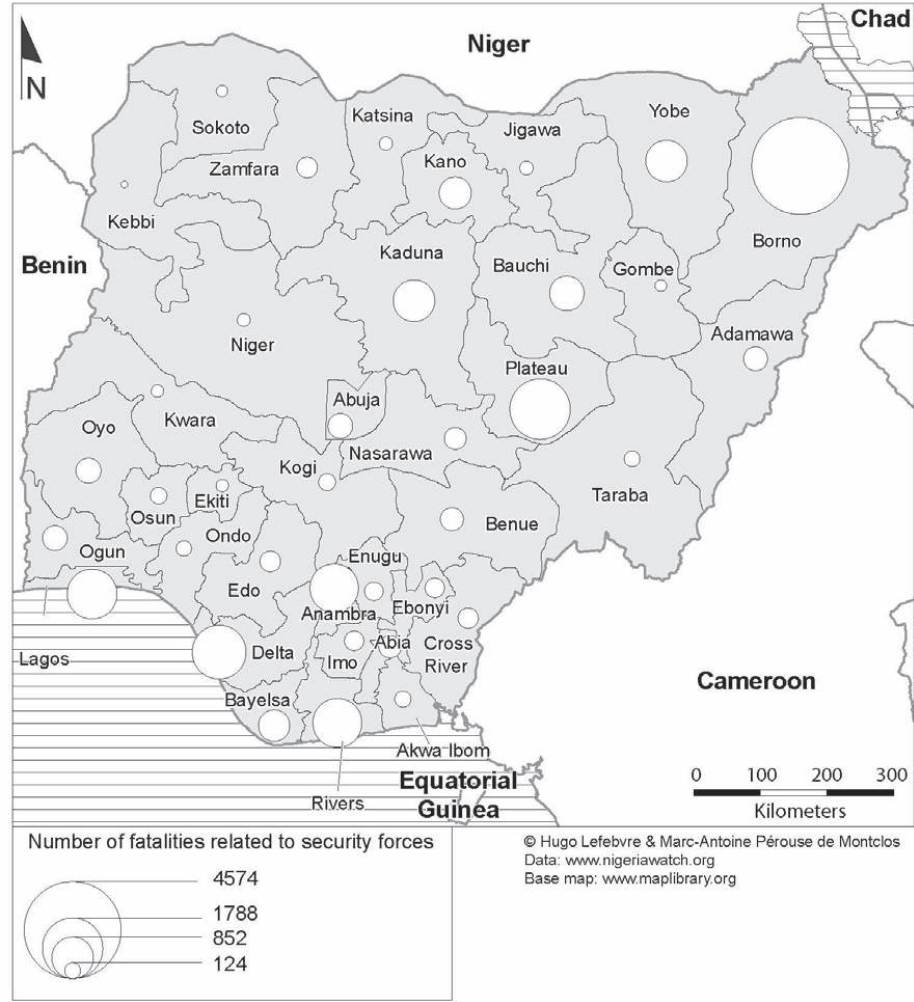 Chad
Niger
N
Sokoto
Katsina
Jigawa
Yobe
Zamfara
Kano
Kebbi
Borno
Benin
Kaduna
Bauchi
Gombe
Niger
Adamawa
Plateau
Abuja
Oyo
Kwara
Nasarawa
Kogi
Taraba
Ekiti
Osun
Benue
Ondo
Ogun
Enugu
Edo
Anambra
Ebonyi
Lagos
Delta
Imo
Abia
Cross
River
Cameroon
Bayelsa
Akwa Ibom
Equatorial
Guinea
Rivers
0 100 200 300
Kilometers
Number of fatalities related to security forces
4574
1788
852
124
© Hugo Lefebvre & Marc-Antoine Pérouse de Montclos
Data: www.nigeriawatch.org
Base map: www.maplibrary.org